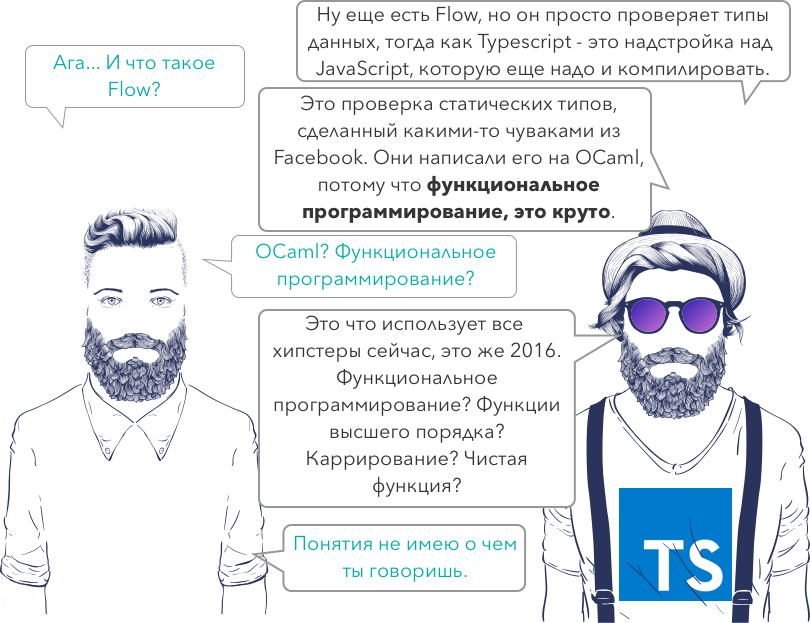 Ну еще есть Flow, но он просто проверяет типы
данных, тогда как Typescript - это надстройка над
JavaScript, которую еще надо и компилировать.
Ага... И что такое
Flow?
Это проверка статических типов,
сделанный какими-то чуваками из
Facebook. Они написали его на OCaml,
потому что функциональное
программирование, это круто.
OCaml? Функциональное
программирование?
Это что использует все
хипстеры сейчас, это же 2016.
Функциональное
программирование? Функции
высшего порядка?
Каррирование? Чистая
функция?
Понятия не имею о чем
ты говоришь.
TS